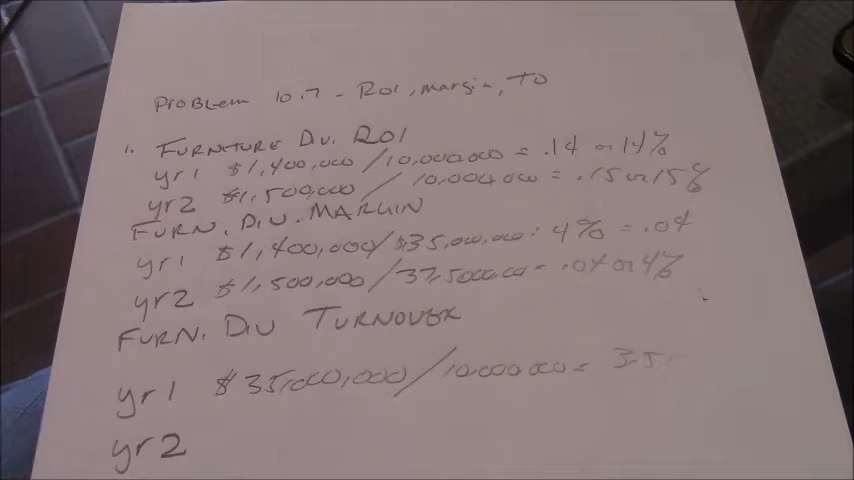 Problem 10.7 - ROI, margin, TO
1. FURNITURE DIV. ROI
yr1 $1,400,000 / 10,000,000 = .14 or 14%
yr2 $1,500,000 / 10,000,000 = .15 or 15%
FURN. DIV. MARGIN
yr1 $1,400,000 / $35,000,000 = 4% = .04
yr2 $1,500,000 / 37,500,000 = .04 or 4%
FURN. DIV TURNOVER
yr1 $35,000,000 / 10,000,000 = 3.5
yr2